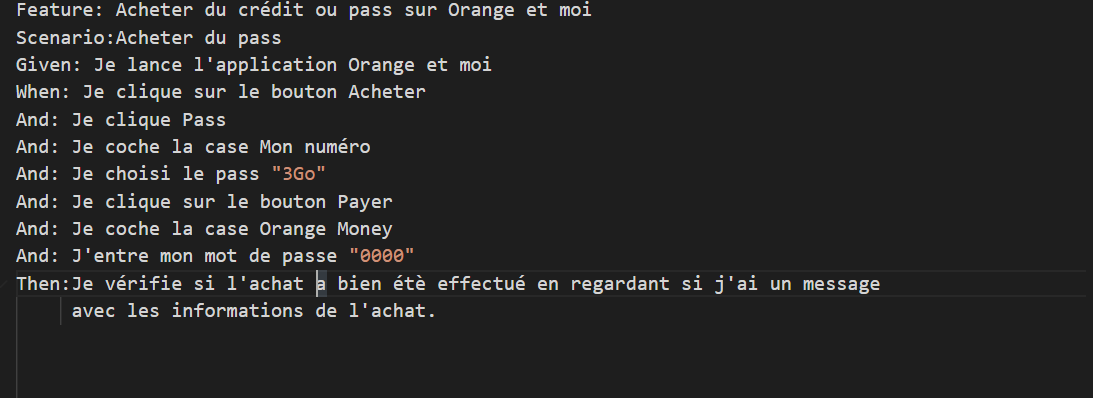 Feature: Acheter du crédit ou pass sur Orange et moi
Scenario:Acheter du pass
Given: Je lance l'application Orange et moi
When: Je clique sur le bouton Acheter
And: Je clique Pass
And: Je coche la case Mon numéro
And: Je choisi le pass "3Go"
And: Je clique sur le bouton Payer
And: Je coche la case Orange Money
And: J'entre mon mot de passe "0000"
Then:Je vérifie si l'achat a bien étè effectué en regardant si j'ai un message
avec les informations de l'achat.